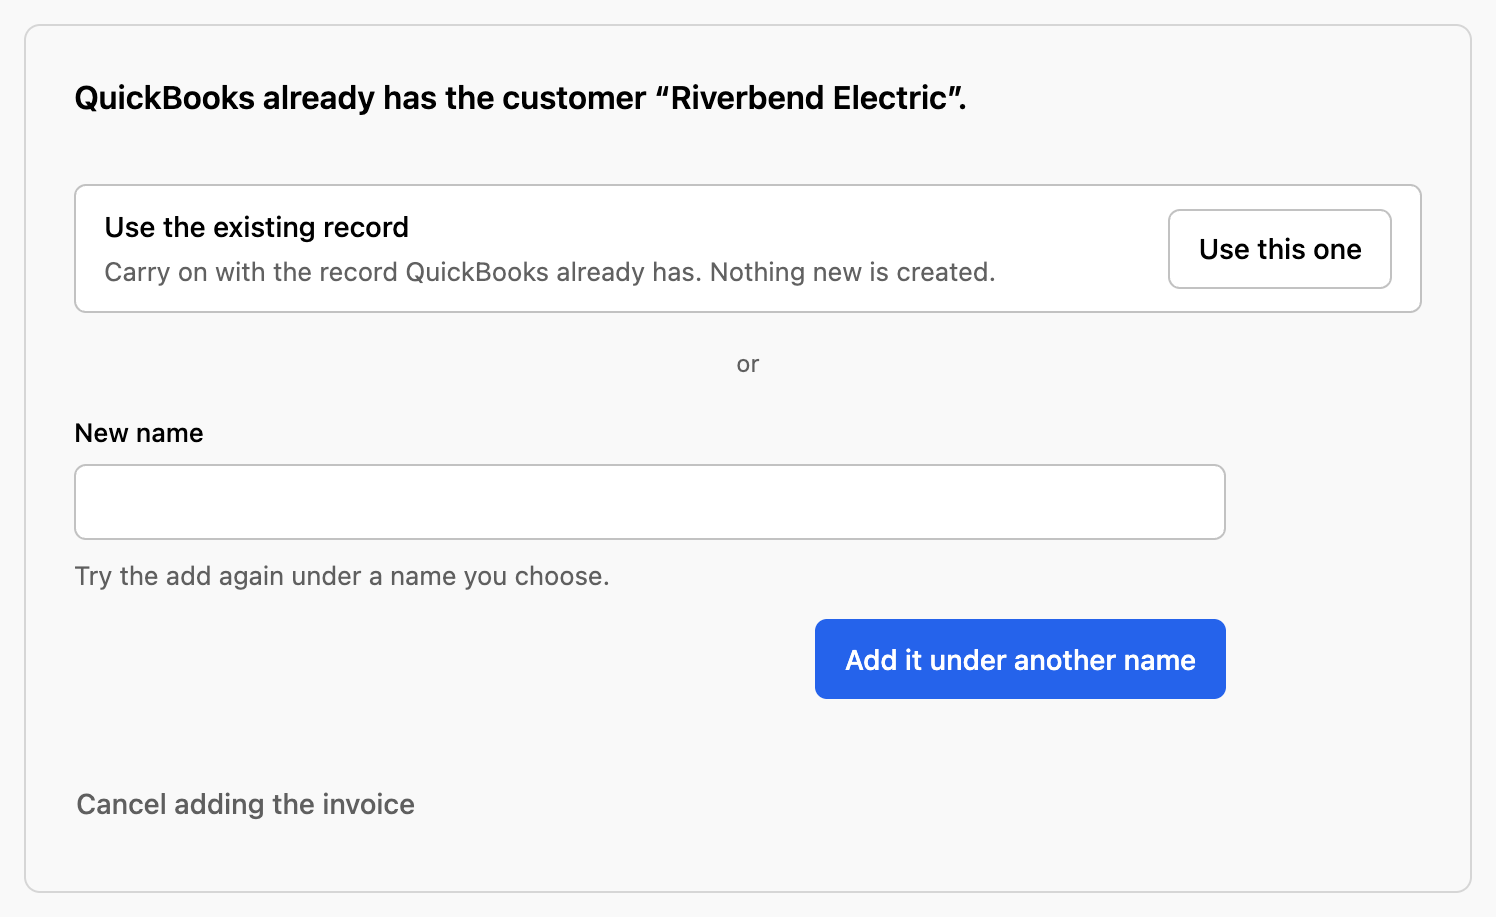 QuickBooks already has the customer “Riverbend Electric”.
Use the existing record
Carry on with the record QuickBooks already has. Nothing new is created.
Use this one
or
New name
Try the add again under a name you choose.
Add it under another name
Cancel adding the invoice